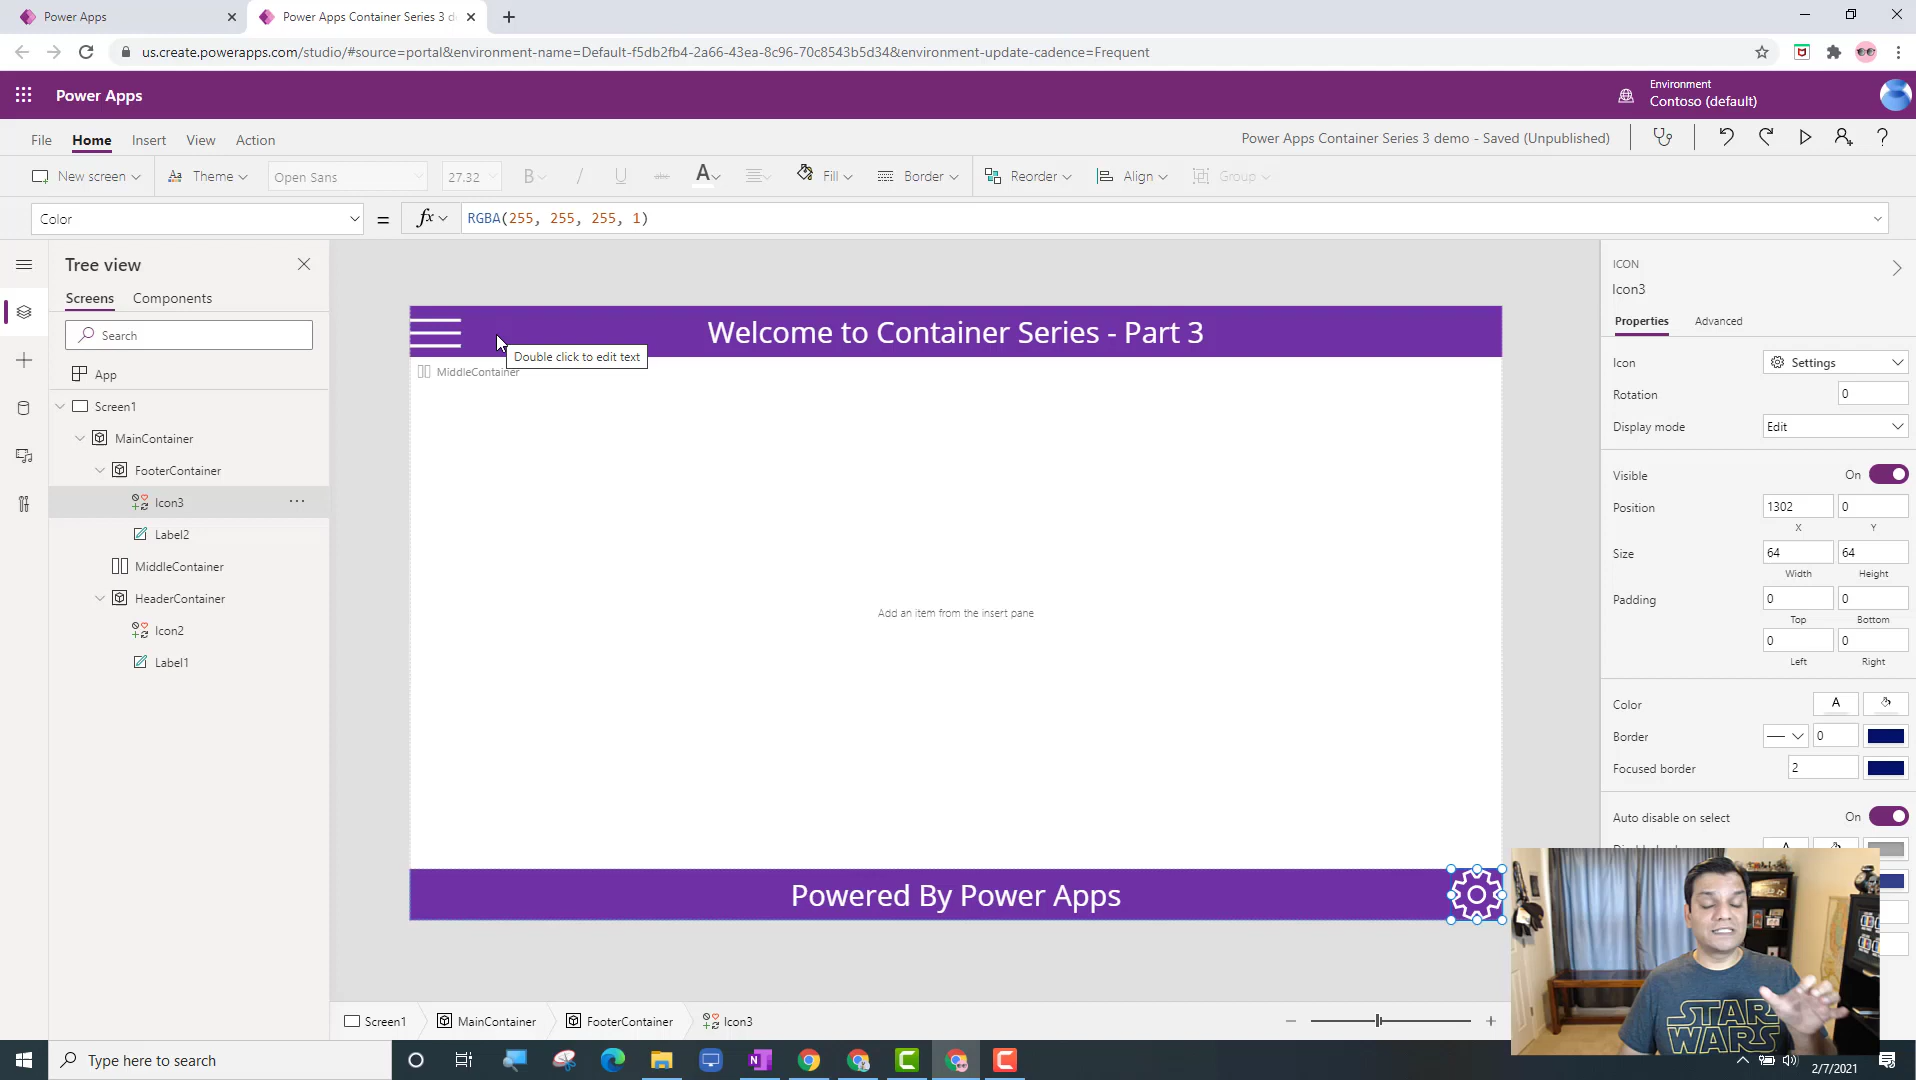 Power Apps
Power Apps Container Series 3 d
us.create.powerapps.com/studio/#source=portal&environment-name=Default-f5db2fb4-2a66-43ea-8c96-70c8543b5d34&environment-update-cadence=Frequent
Power Apps
Environment
Contoso (default)
File Home Insert View Action
Power Apps Container Series 3 demo - Saved (Unpublished)
New screen Theme Open Sans 27.32 B / U abc A Fill Border Reorder Align Group
Color = fx RGBA(255, 255, 255, 1)
Tree view
Screens Components
Search
App
Screen1
MainContainer
FooterContainer
Icon3 ...
Label2
MiddleContainer
HeaderContainer
Icon2
Label1
Welcome to Container Series - Part 3
Double click to edit text
MiddleContainer
Add an item from the insert pane
Powered By Power Apps
ICON
Icon3
Properties Advanced
Icon Settings
Rotation 0
Display mode Edit
Visible On
Position 1302 0
X Y
Size 64 64
Width Height
Padding 0 0
Top Bottom
0 0
Left Right
Color A
Border 0
Focused border 2
Auto disable on select On
STAR
WARS
Screen1 MainContainer FooterContainer Icon3
Type here to search
2/7/2021